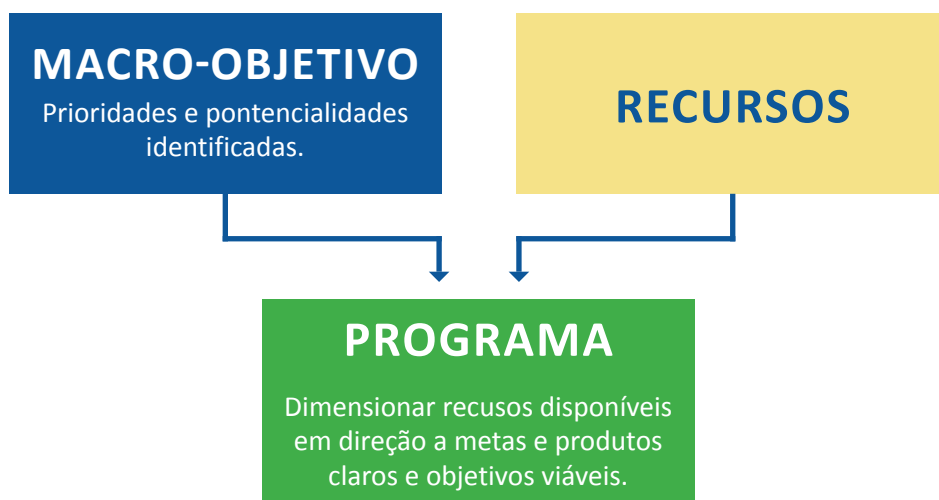 MACRO-OBJETIVO
Prioridades e pontencialidades
identificadas.
RECURSOS
PROGRAMA
Dimensionar recusos disponíveis
em direção a metas e produtos
claros e objetivos viáveis.